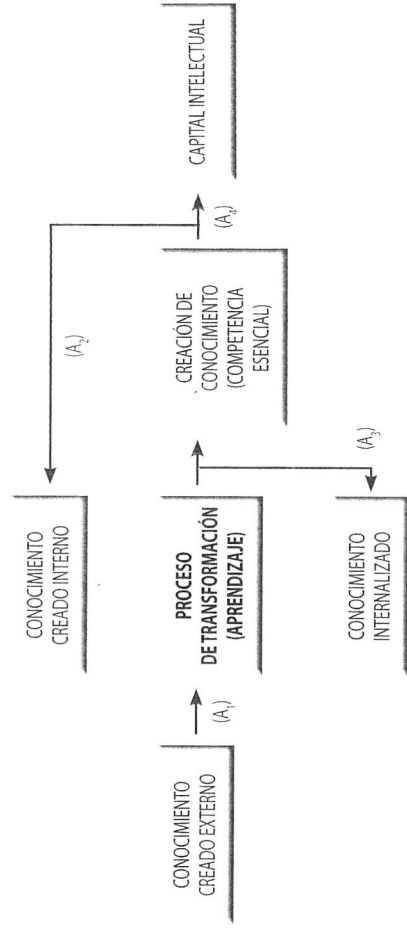 CONOCIMIENTO
CREADO EXTERNO
(A₁)
CONOCIMIENTO
CREADO INTERNO
PROCESO
DE TRANSFORMACIÓN
(APRENDIZAJE)
CONOCIMIENTO
INTERNALIZADO
(A₂)
(A₃)
CREACIÓN DE
CONOCIMIENTO
(COMPETENCIA
ESENCIAL)
(A₄)
CAPITAL INTELECTUAL